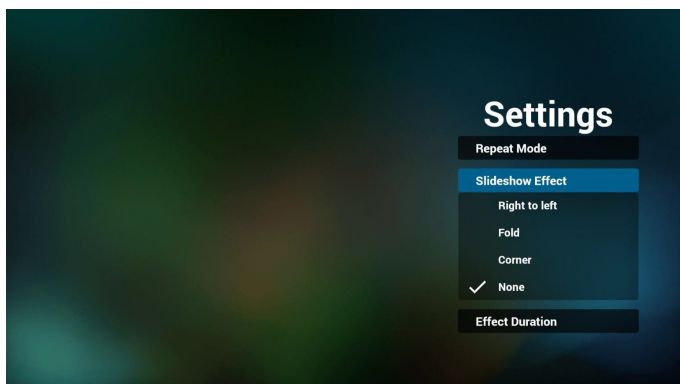 Settings
Repeat Mode
Slideshow Effect
Right to left
Fold
Corner
None
Effect Duration